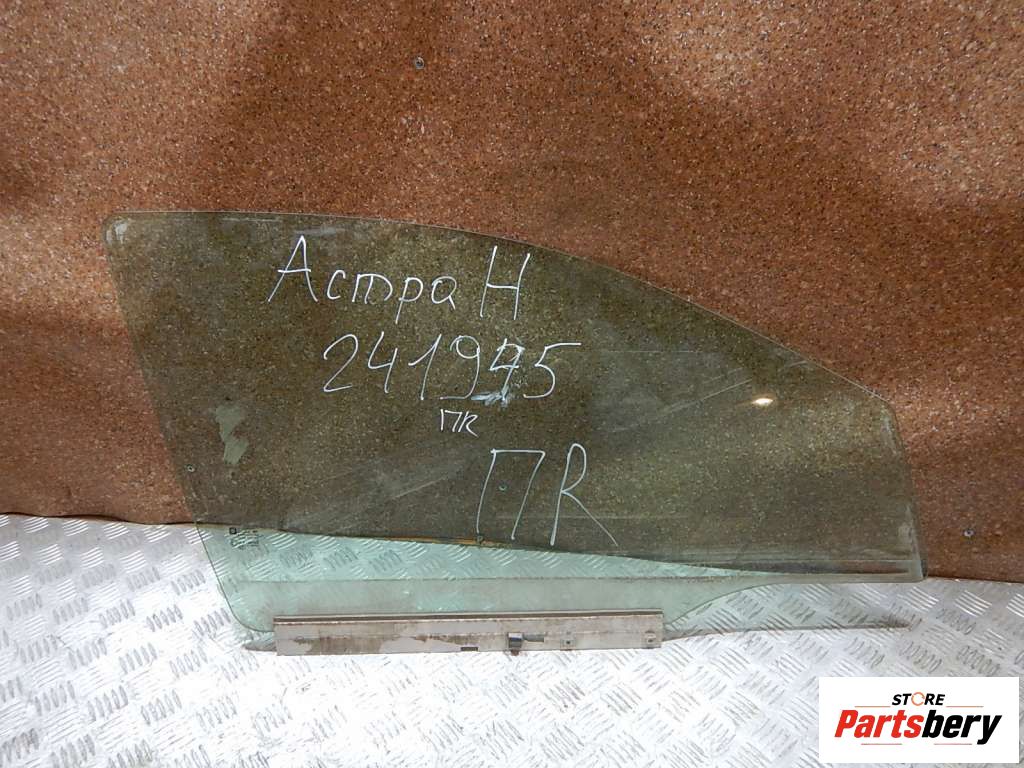 Астра H
241945
ПR
ПR
STORE
Partsbery